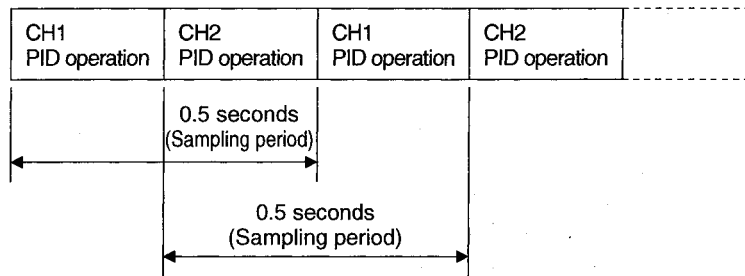 CH1
PID operation
CH2
PID operation
CH1
PID operation
CH2
PID operation
0.5 seconds
(Sampling period)
0.5 seconds
(Sampling period)